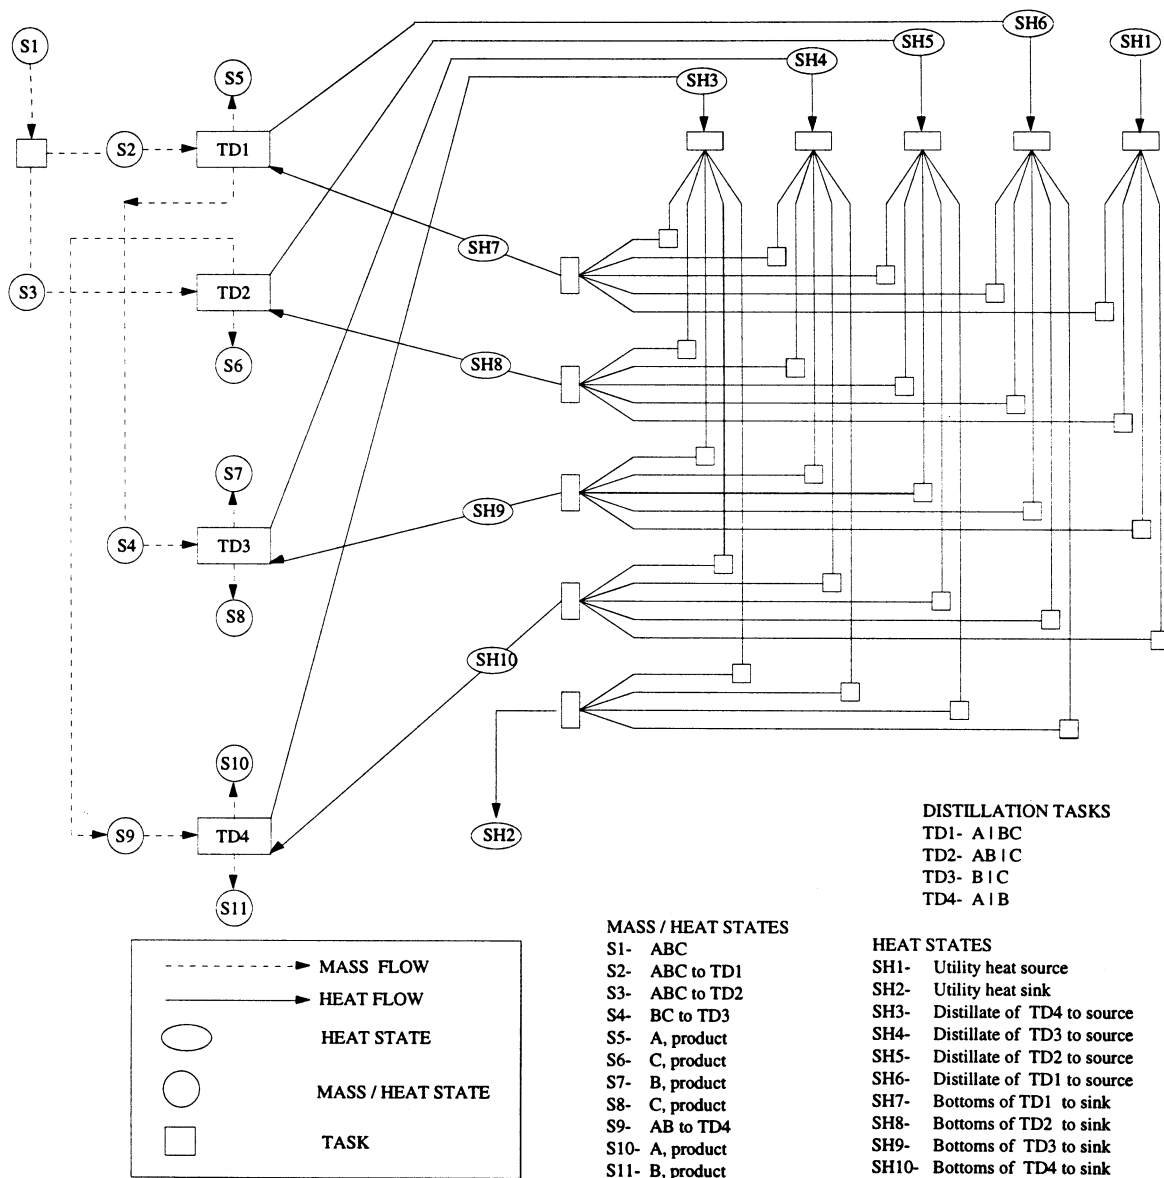 S1
SH6
SH1
SH5
SH4
S5
SH3
S2
TD1
SH7
S3
TD2
SH8
S6
S7
SH9
S4
TD3
S8
SH10
S10
S9
TD4
SH2
S11
DISTILLATION TASKS
TD1- A | BC
TD2- AB | C
TD3- B | C
TD4- A | B
MASS FLOW
HEAT FLOW
HEAT STATE
MASS / HEAT STATE
TASK
MASS / HEAT STATES
S1- ABC
S2- ABC to TD1
S3- ABC to TD2
S4- BC to TD3
S5- A, product
S6- C, product
S7- B, product
S8- C, product
S9- AB to TD4
S10- A, product
S11- B, product
HEAT STATES
SH1- Utility heat source
SH2- Utility heat sink
SH3- Distillate of TD4 to source
SH4- Distillate of TD3 to source
SH5- Distillate of TD2 to source
SH6- Distillate of TD1 to source
SH7- Bottoms of TD1 to sink
SH8- Bottoms of TD2 to sink
SH9- Bottoms of TD3 to sink
SH10- Bottoms of TD4 to sink